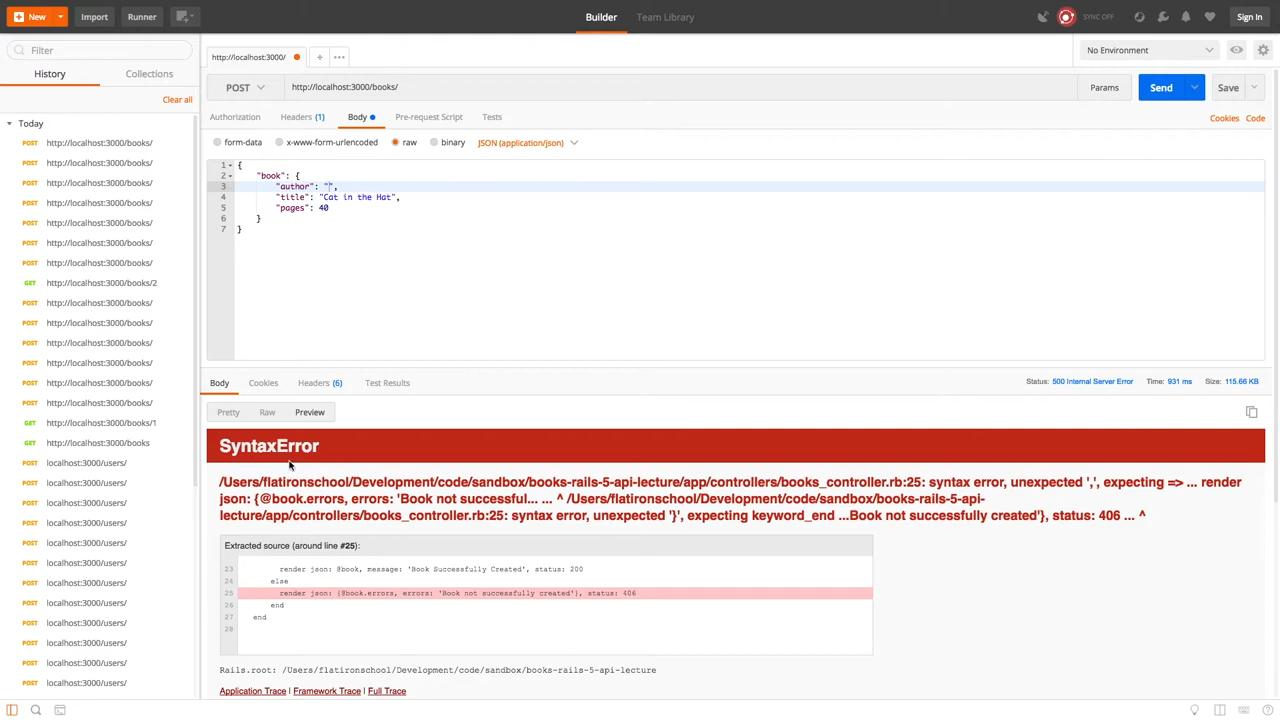 New
Import
Runner
Builder
Team Library
SYNC OFF
Sign In
Filter
History
Collections
Clear all
Today
POST http://localhost:3000/books/
POST http://localhost:3000/books/
POST http://localhost:3000/books/
POST http://localhost:3000/books/
POST http://localhost:3000/books/
POST http://localhost:3000/books/
POST http://localhost:3000/books/
GET http://localhost:3000/books/2
POST http://localhost:3000/books/
POST http://localhost:3000/books/
POST http://localhost:3000/books/
POST http://localhost:3000/books/
POST http://localhost:3000/books/
POST http://localhost:3000/books/
GET http://localhost:3000/books/1
GET http://localhost:3000/books
POST localhost:3000/users/
POST localhost:3000/users/
POST localhost:3000/users/
POST localhost:3000/users/
POST localhost:3000/users/
POST localhost:3000/users/
POST localhost:3000/users/
POST localhost:3000/users/
POST localhost:3000/users/
POST localhost:3000/users/
POST localhost:3000/users/
POST localhost:3000/users/
http://localhost:3000/
No Environment
POST http://localhost:3000/books/
Params
Send
Save
Authorization Headers (1) Body Pre-request Script Tests
Cookies Code
form-data x-www-form-urlencoded raw binary JSON (application/json)
1 {
2 "book": {
3 "author": "",
4 "title": "Cat in the Hat",
5 "pages": 40
6 }
7 }
Body Cookies Headers (6) Test Results
Status: 500 Internal Server Error Time: 931 ms Size: 115.66 KB
Pretty Raw Preview
SyntaxError
/Users/flatironschool/Development/code/sandbox/books-rails-5-api-lecture/app/controllers/books_controller.rb:25: syntax error, unexpected ',', expecting => ... render
json: {@book.errors, errors: 'Book not successful... ... ^ /Users/flatironschool/Development/code/sandbox/books-rails-5-api-
lecture/app/controllers/books_controller.rb:25: syntax error, unexpected '}', expecting keyword_end ...Book not successfully created'}, status: 406 ... ^
Extracted source (around line #25):
23 render json: @book, message: 'Book Successfully Created', status: 200
24 else
25 render json: {@book.errors, errors: 'Book not successfully created'}, status: 406
26 end
27 end
28
Rails.root: /Users/flatironschool/Development/code/sandbox/books-rails-5-api-lecture
Application Trace | Framework Trace | Full Trace